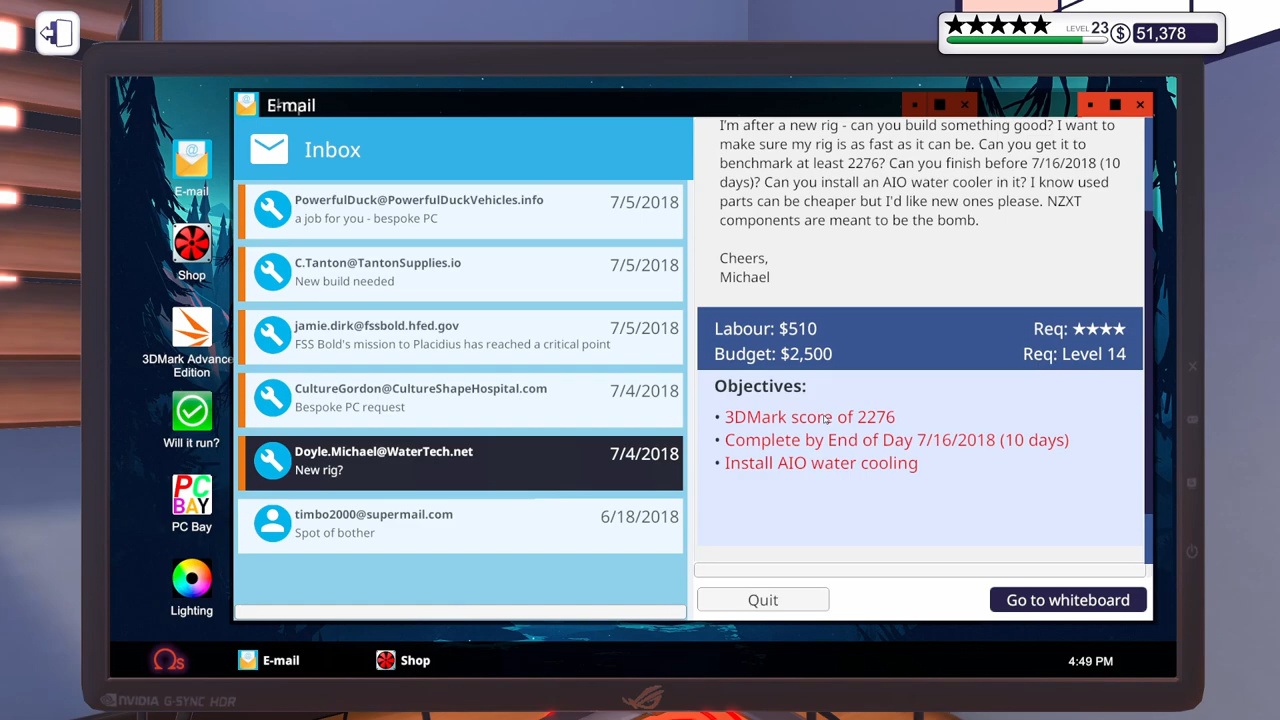 LEVEL 23
$ 51,378
E-mail
Inbox
PowerfulDuck@PowerfulDuckVehicles.info 7/5/2018
a job for you - bespoke PC
C.Tanton@TantonSupplies.io 7/5/2018
New build needed
jamie.dirk@fssbold.hfed.gov 7/5/2018
FSS Bold's mission to Placidius has reached a critical point
CultureGordon@CultureShapeHospital.com 7/4/2018
Bespoke PC request
Doyle.Michael@WaterTech.net 7/4/2018
New rig?
timbo2000@supermail.com 6/18/2018
Spot of bother
I'm after a new rig - can you build something good? I want to
make sure my rig is as fast as it can be. Can you get it to
benchmark at least 2276? Can you finish before 7/16/2018 (10
days)? Can you install an AIO water cooler in it? I know used
parts can be cheaper but I'd like new ones please. NZXT
components are meant to be the bomb.
Cheers,
Michael
Labour: $510 Req: ★★★★
Budget: $2,500 Req: Level 14
Objectives:
• 3DMark score of 2276
• Complete by End of Day 7/16/2018 (10 days)
• Install AIO water cooling
Quit
Go to whiteboard
E-mail
Shop
3DMark Advance
Edition
Will it run?
PC
BAY
PC Bay
Lighting
Ωs
E-mail
Shop
4:49 PM
NVIDIA G-SYNC HDR